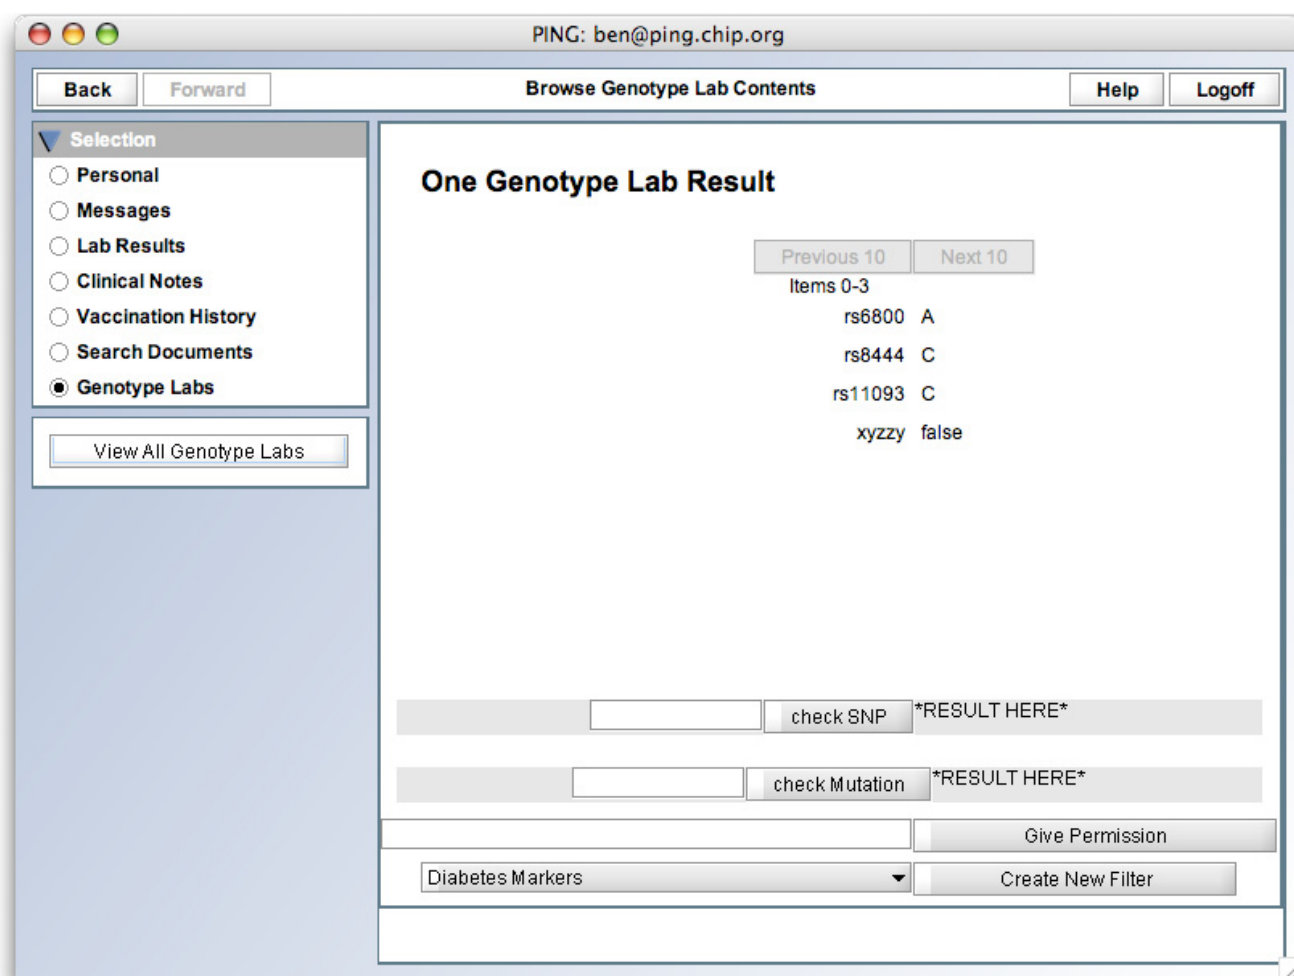 PING: ben@ping.chip.org
Back Forward Browse Genotype Lab Contents Help Logoff
Selection
Personal
Messages
Lab Results
Clinical Notes
Vaccination History
Search Documents
Genotype Labs
View All Genotype Labs
One Genotype Lab Result
Previous 10 Next 10
Items 0-3
rs6800 A
rs8444 C
rs11093 C
xyzzy false
check SNP *RESULT HERE*
check Mutation *RESULT HERE*
Give Permission
Diabetes Markers Create New Filter